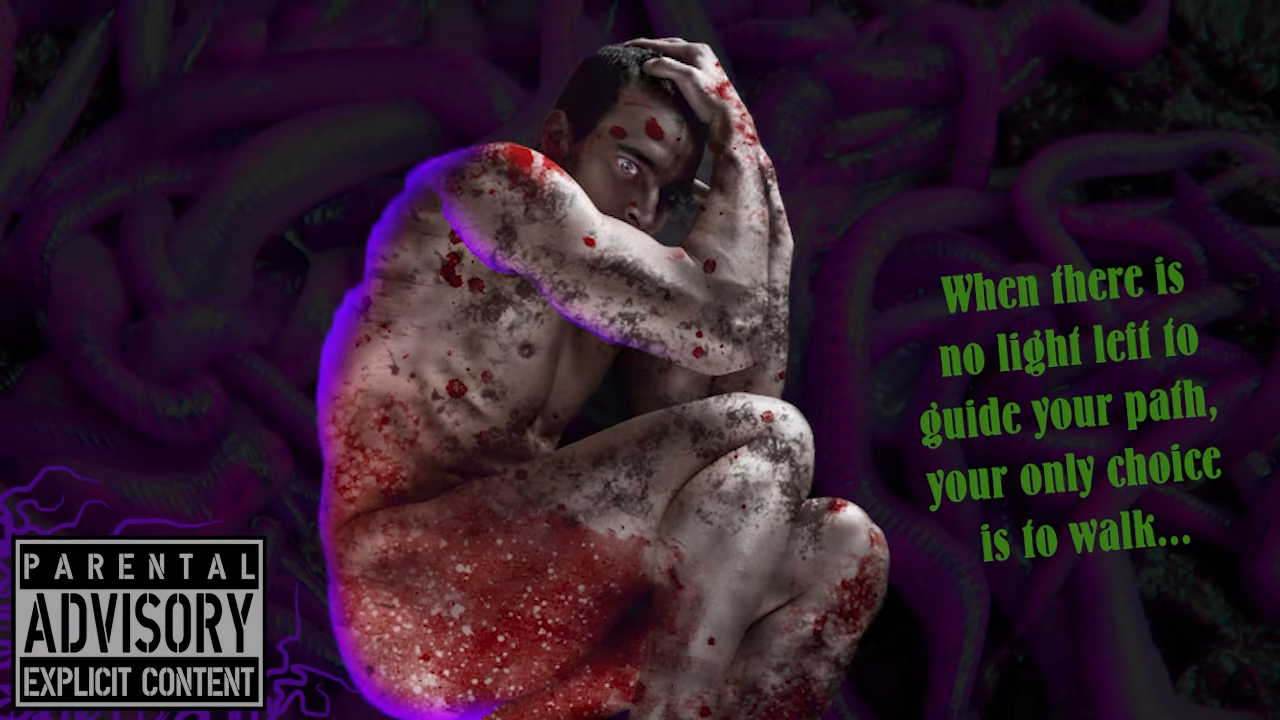 When there is
no light left to
guide your path,
your only choice
is to walk...
PARENTAL
ADVISORY
EXPLICIT CONTENT